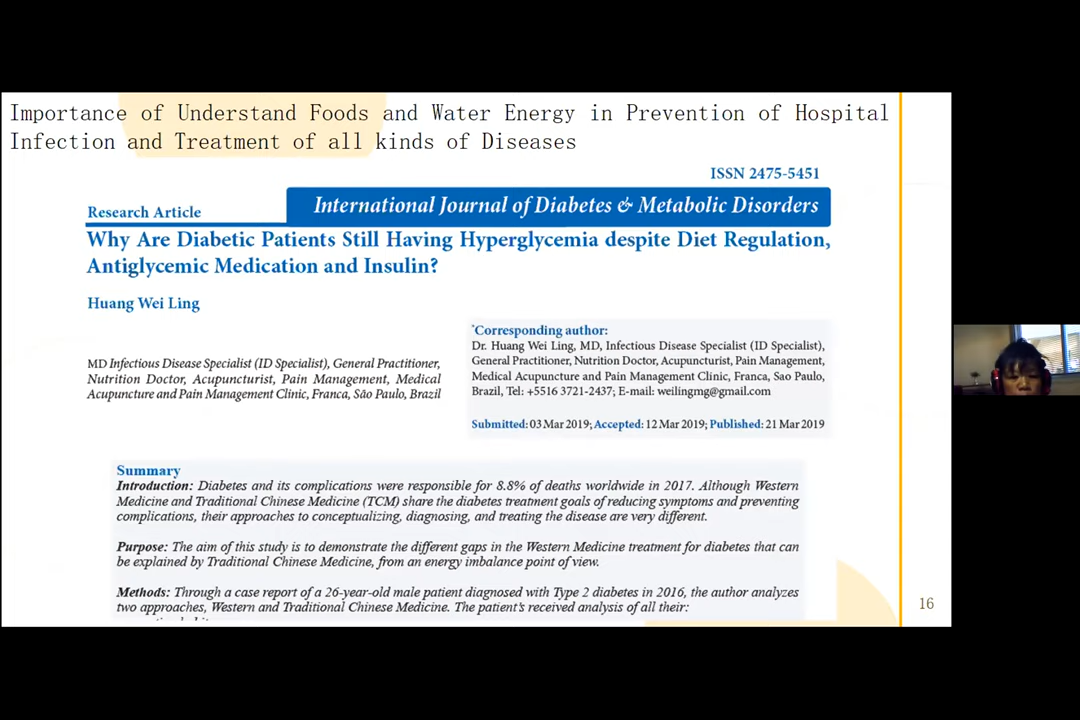 Importance of Understand Foods and Water Energy in Prevention of Hospital
Infection and Treatment of all kinds of Diseases
ISSN 2475-5451
Research Article
International Journal of Diabetes & Metabolic Disorders
Why Are Diabetic Patients Still Having Hyperglycemia despite Diet Regulation,
Antiglycemic Medication and Insulin?
Huang Wei Ling
MD Infectious Disease Specialist (ID Specialist), General Practitioner,
Nutrition Doctor, Acupuncturist, Pain Management, Medical
Acupuncture and Pain Management Clinic, Franca, São Paulo, Brazil
*Corresponding author:
Dr. Huang Wei Ling, MD, Infectious Disease Specialist (ID Specialist),
General Practitioner, Nutrition Doctor, Acupuncturist, Pain Management,
Medical Acupuncture and Pain Management Clinic, Franca, Sao Paulo,
Brazil, Tel: +5516 3721-2437; E-mail: weilingmg@gmail.com
Submitted: 03 Mar 2019; Accepted: 12 Mar 2019; Published: 21 Mar 2019
Summary
Introduction: Diabetes and its complications were responsible for 8.8% of deaths worldwide in 2017. Although Western
Medicine and Traditional Chinese Medicine (TCM) share the diabetes treatment goals of reducing symptoms and preventing
complications, their approaches to conceptualizing, diagnosing, and treating the disease are very different.
Purpose: The aim of this study is to demonstrate the different gaps in the Western Medicine treatment for diabetes that can
be explained by Traditional Chinese Medicine, from an energy imbalance point of view.
Methods: Through a case report of a 26-year-old male patient diagnosed with Type 2 diabetes in 2016, the author analyzes
two approaches, Western and Traditional Chinese Medicine. The patient's received analysis of all their:
16